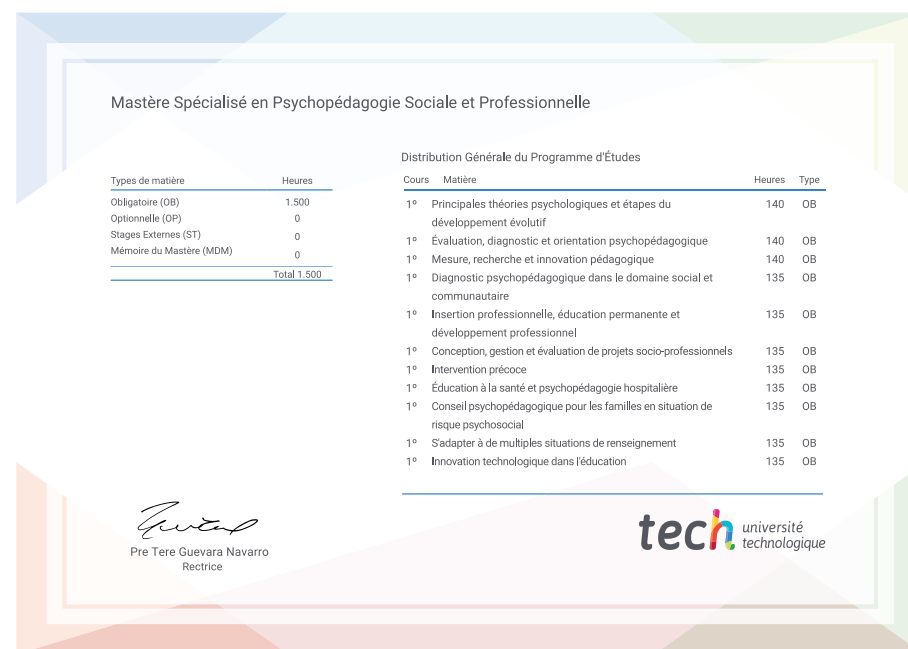 Mastère Spécialisé en Psychopédagogie Sociale et Professionnelle
Types de matière Heures
Obligatoire (OB) 1.500
Optionnelle (OP) 0
Stages Externes (ST) 0
Mémoire du Mastère (MDM) 0
Total 1.500
Distribution Générale du Programme d'Études
Cours Matière Heures Type
1º Principales théories psychologiques et étapes du 140 OB
développement évolutif
1º Évaluation, diagnostic et orientation psychopédagogique 140 OB
1º Mesure, recherche et innovation pédagogique 140 OB
1º Diagnostic psychopédagogique dans le domaine social et 135 OB
communautaire
1º Insertion professionnelle, éducation permanente et 135 OB
développement professionnel
1º Conception, gestion et évaluation de projets socio-professionnels 135 OB
1º Intervention précoce 135 OB
1º Éducation à la santé et psychopédagogie hospitalière 135 OB
1º Conseil psychopédagogique pour les familles en situation de 135 OB
risque psychosocial
1º S'adapter à de multiples situations de renseignement 135 OB
1º Innovation technologique dans l'éducation 135 OB
Pre Tere Guevara Navarro
Rectrice
tech université
technologique